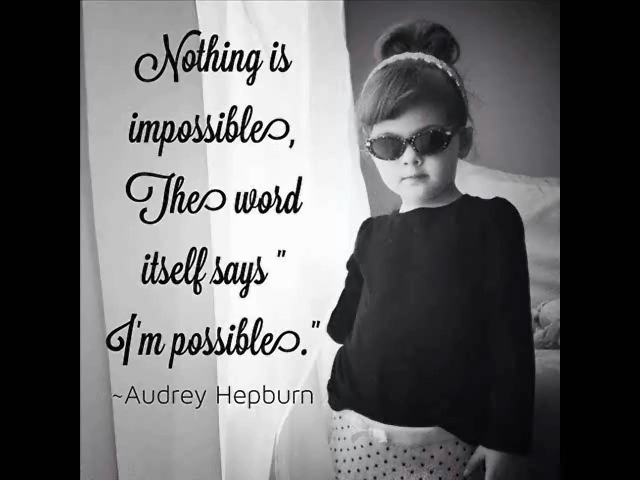 Nothing is
impossible,
The word
itself says "
I'm possible."
~Audrey Hepburn